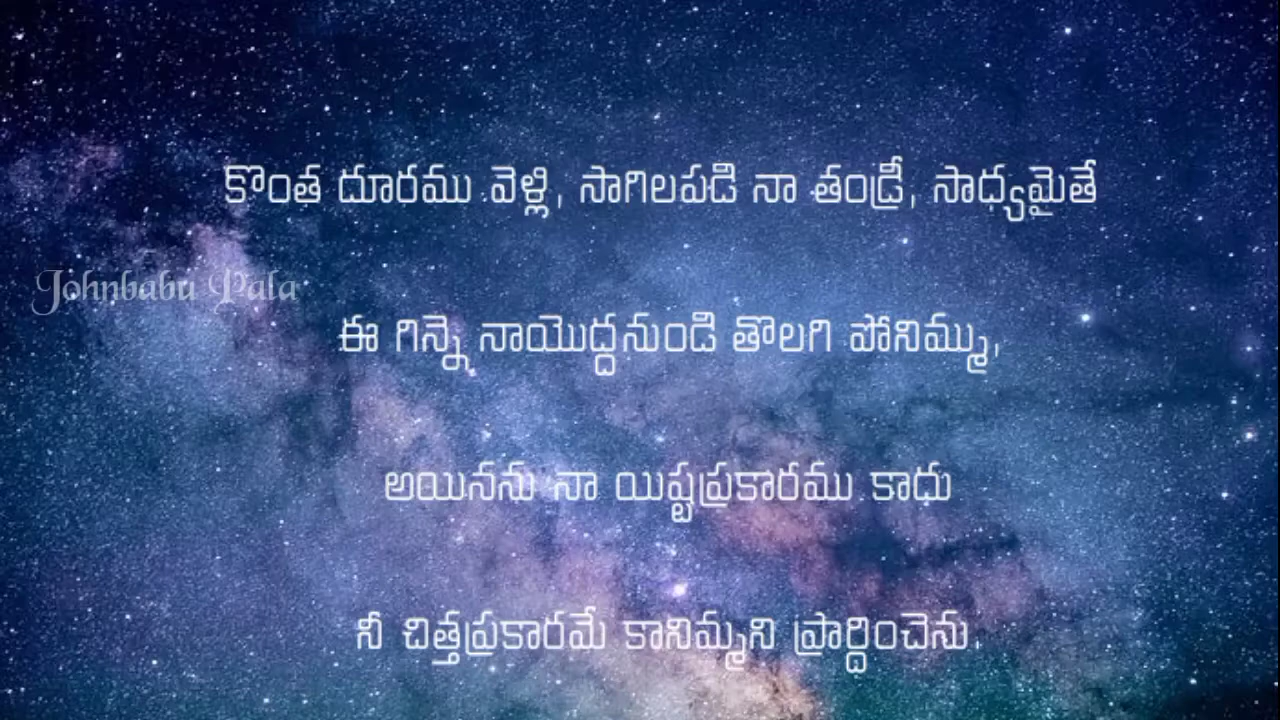 కొంత దూరము వెళ్లి, సాగిలపడి నా తండ్రీ, సాధ్యమైతే
Johnbabu Pala
ఈ గిన్నె నాయొద్దనుండి తొలగి పోనిమ్ము,
అయినను నా యిష్టప్రకారము కాదు
నీ చిత్తప్రకారమే కానిమ్మని ప్రార్దించెను.